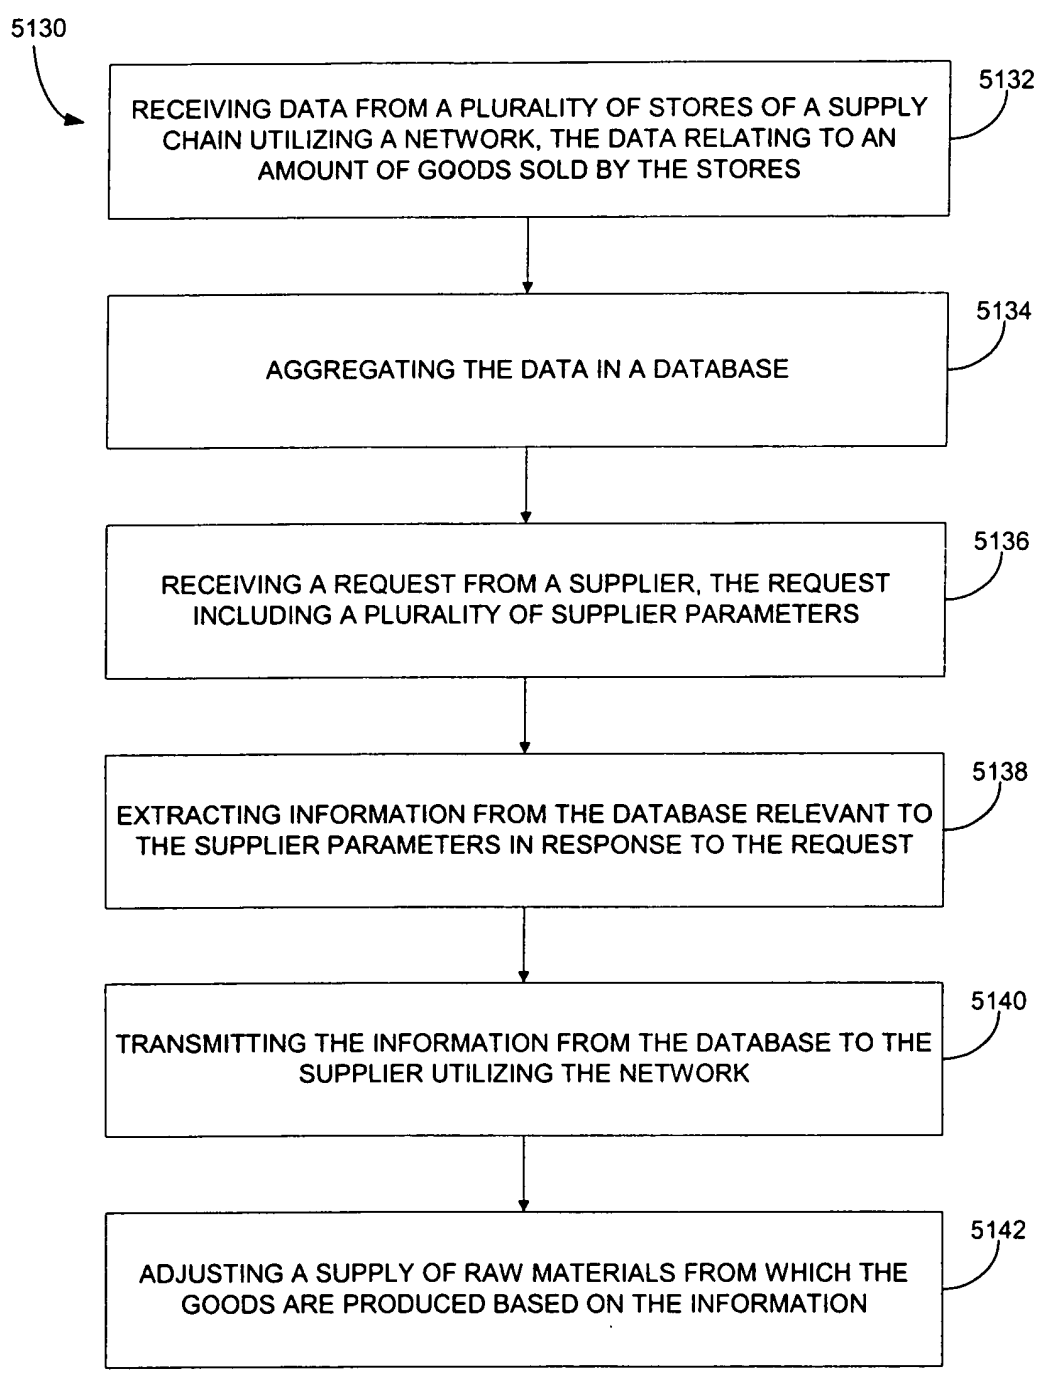 5130
5132
RECEIVING DATA FROM A PLURALITY OF STORES OF A SUPPLY
CHAIN UTILIZING A NETWORK, THE DATA RELATING TO AN
AMOUNT OF GOODS SOLD BY THE STORES
5134
AGGREGATING THE DATA IN A DATABASE
5136
RECEIVING A REQUEST FROM A SUPPLIER, THE REQUEST
INCLUDING A PLURALITY OF SUPPLIER PARAMETERS
5138
EXTRACTING INFORMATION FROM THE DATABASE RELEVANT TO
THE SUPPLIER PARAMETERS IN RESPONSE TO THE REQUEST
5140
TRANSMITTING THE INFORMATION FROM THE DATABASE TO THE
SUPPLIER UTILIZING THE NETWORK
5142
ADJUSTING A SUPPLY OF RAW MATERIALS FROM WHICH THE
GOODS ARE PRODUCED BASED ON THE INFORMATION